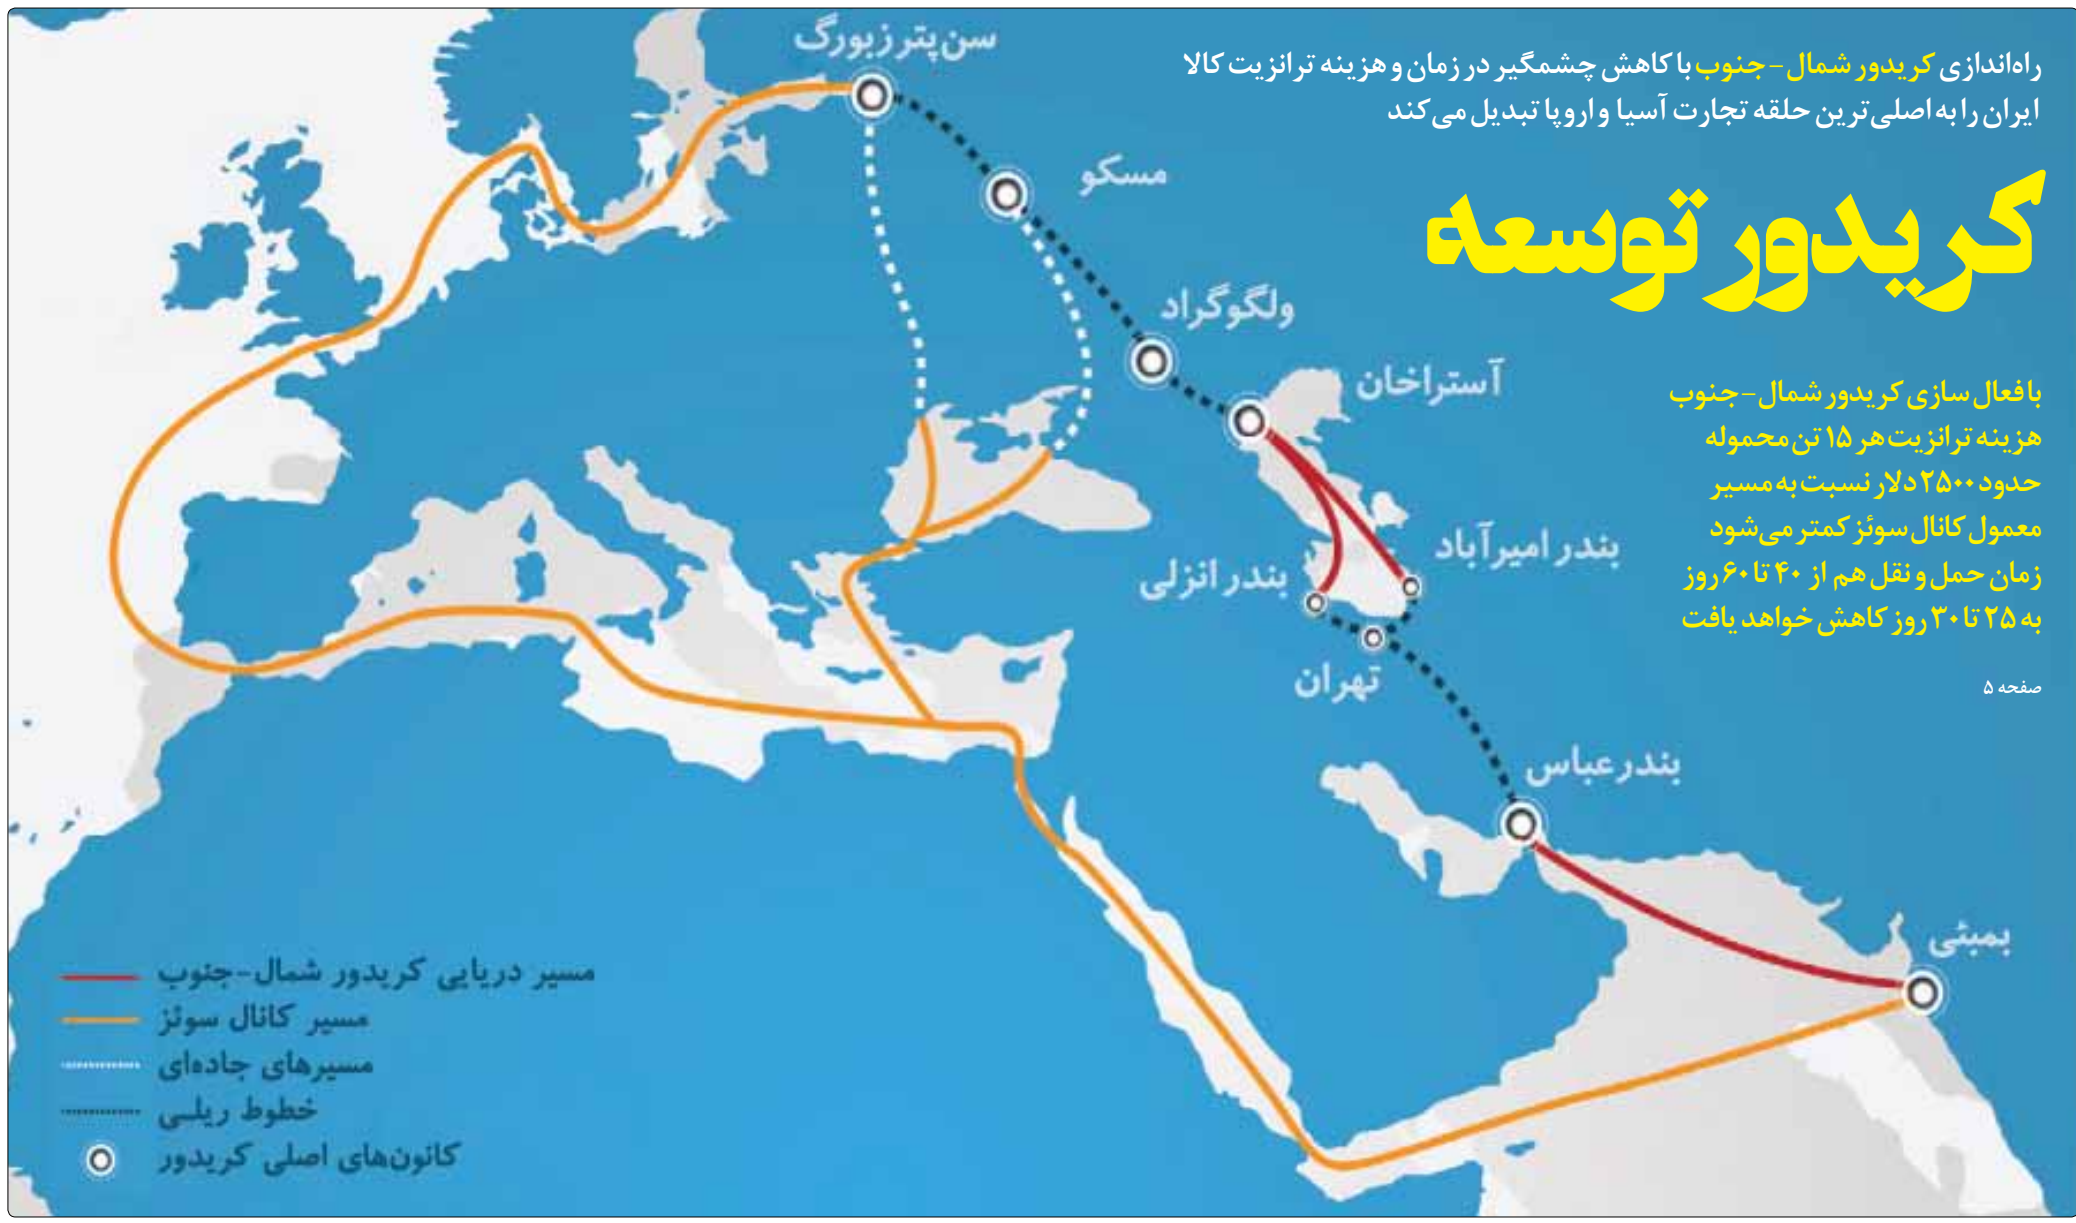 راه‌اندازی کریدور شمال-جنوب با کاهش چشمگیر در زمان و هزینه ترانزیت کالا
ایران را به اصلی‌ترین حلقه تجارت آسیا و اروپا تبدیل می‌کند
کریدور توسعه
با فعال سازی کریدور شمال-جنوب
هزینه ترانزیت هر ۱۵ تن محموله
حدود ۲۵۰۰ دلار نسبت به مسیر
معمول کانال سوئز کمتر می‌شود
زمان حمل و نقل هم از ۴۰ تا ۶۰ روز
به ۲۵ تا ۳۰ روز کاهش خواهد یافت
صفحه ۵
سن‌پترزبورگ
مسکو
ولگوگراد
آستراخان
بندر امیرآباد
بندر انزلی
تهران
بندرعباس
بمبئی
مسیر دریایی کریدور شمال-جنوب
مسیر کانال سوئز
مسیرهای جاده‌ای
خطوط ریلی
کانون‌های اصلی کریدور